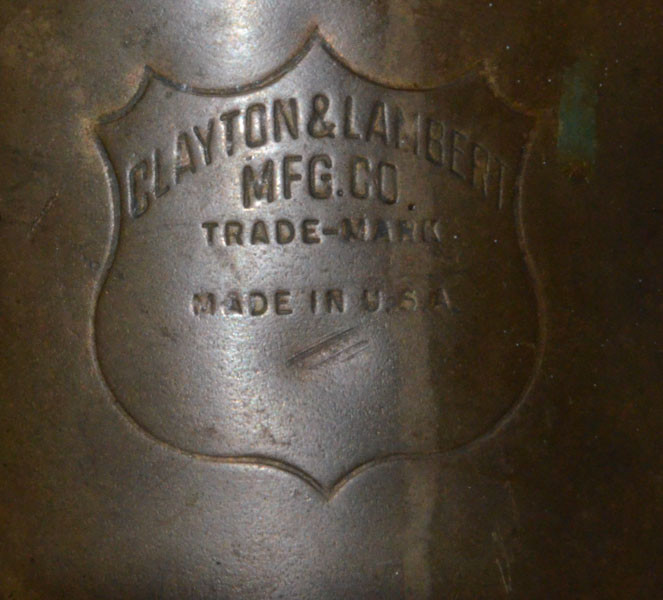 CLAYTON & LAMBERT
MFG. CO.
TRADE-MARK
MADE IN U.S.A.